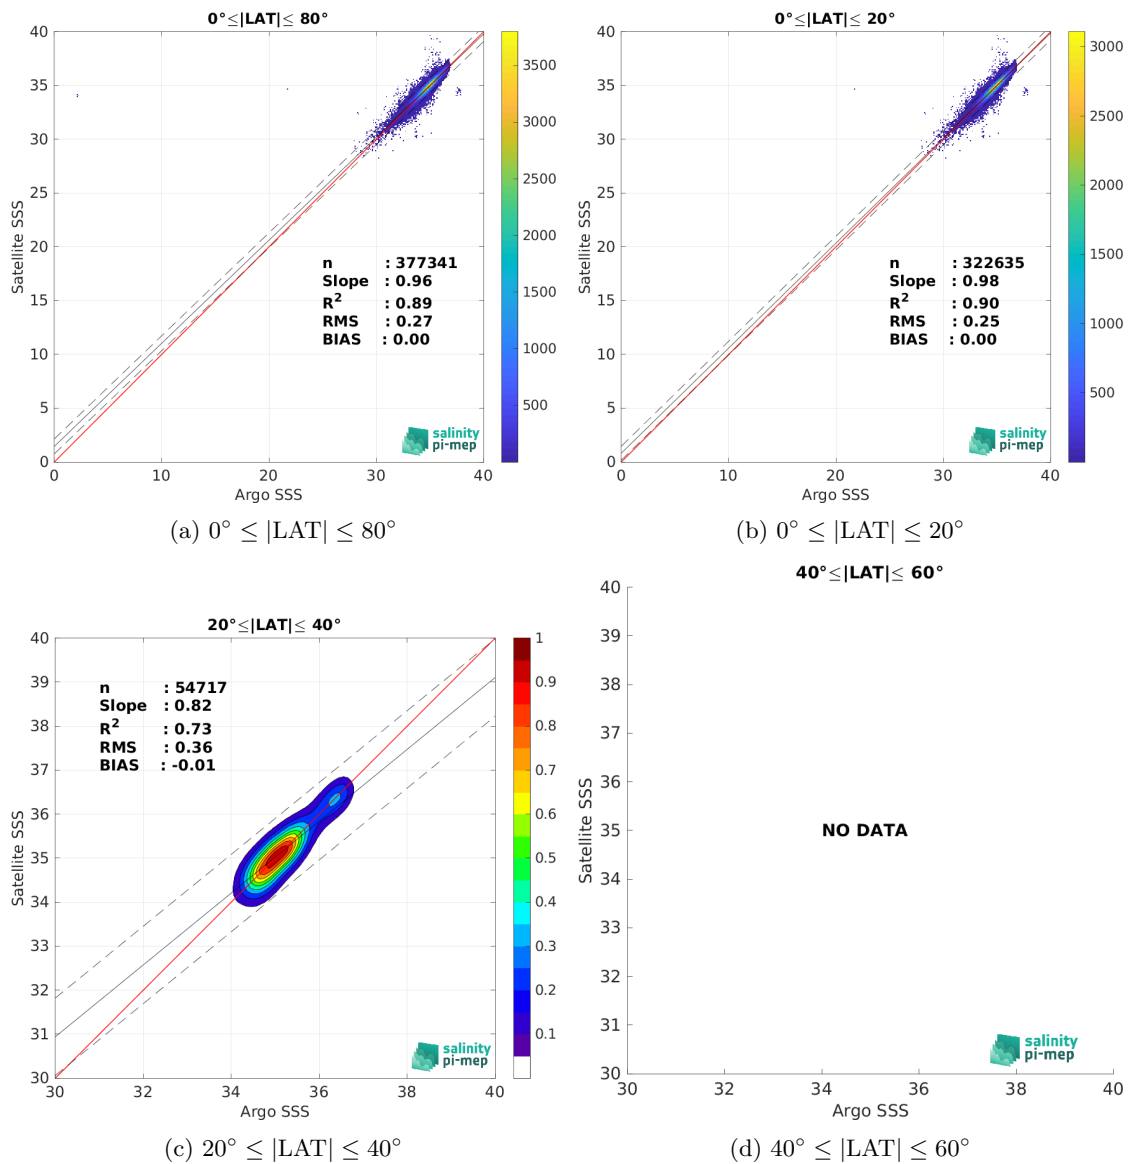 0°≤|LAT|≤ 80°
40
35
30
25
20
15
10
5
0
Satellite SSS
n : 377341
Slope : 0.96
R² : 0.89
RMS : 0.27
BIAS : 0.00
salinity
pi-mep
0 10 20 30 40
Argo SSS
3500
3000
2500
2000
1500
1000
500
(a) 0° ≤ |LAT| ≤ 80°
0°≤|LAT|≤ 20°
40
35
30
25
20
15
10
5
0
Satellite SSS
n : 322635
Slope : 0.98
R² : 0.90
RMS : 0.25
BIAS : 0.00
salinity
pi-mep
0 10 20 30 40
Argo SSS
3000
2500
2000
1500
1000
500
(b) 0° ≤ |LAT| ≤ 20°
20°≤|LAT|≤ 40°
40
39
38
37
36
35
34
33
32
31
30
Satellite SSS
n : 54717
Slope : 0.82
R² : 0.73
RMS : 0.36
BIAS : -0.01
salinity
pi-mep
30 32 34 36 38 40
Argo SSS
1
0.9
0.8
0.7
0.6
0.5
0.4
0.3
0.2
0.1
(c) 20° ≤ |LAT| ≤ 40°
40°≤|LAT|≤ 60°
40
39
38
37
36
35
34
33
32
31
30
Satellite SSS
NO DATA
salinity
pi-mep
30 32 34 36 38 40
Argo SSS
(d) 40° ≤ |LAT| ≤ 60°